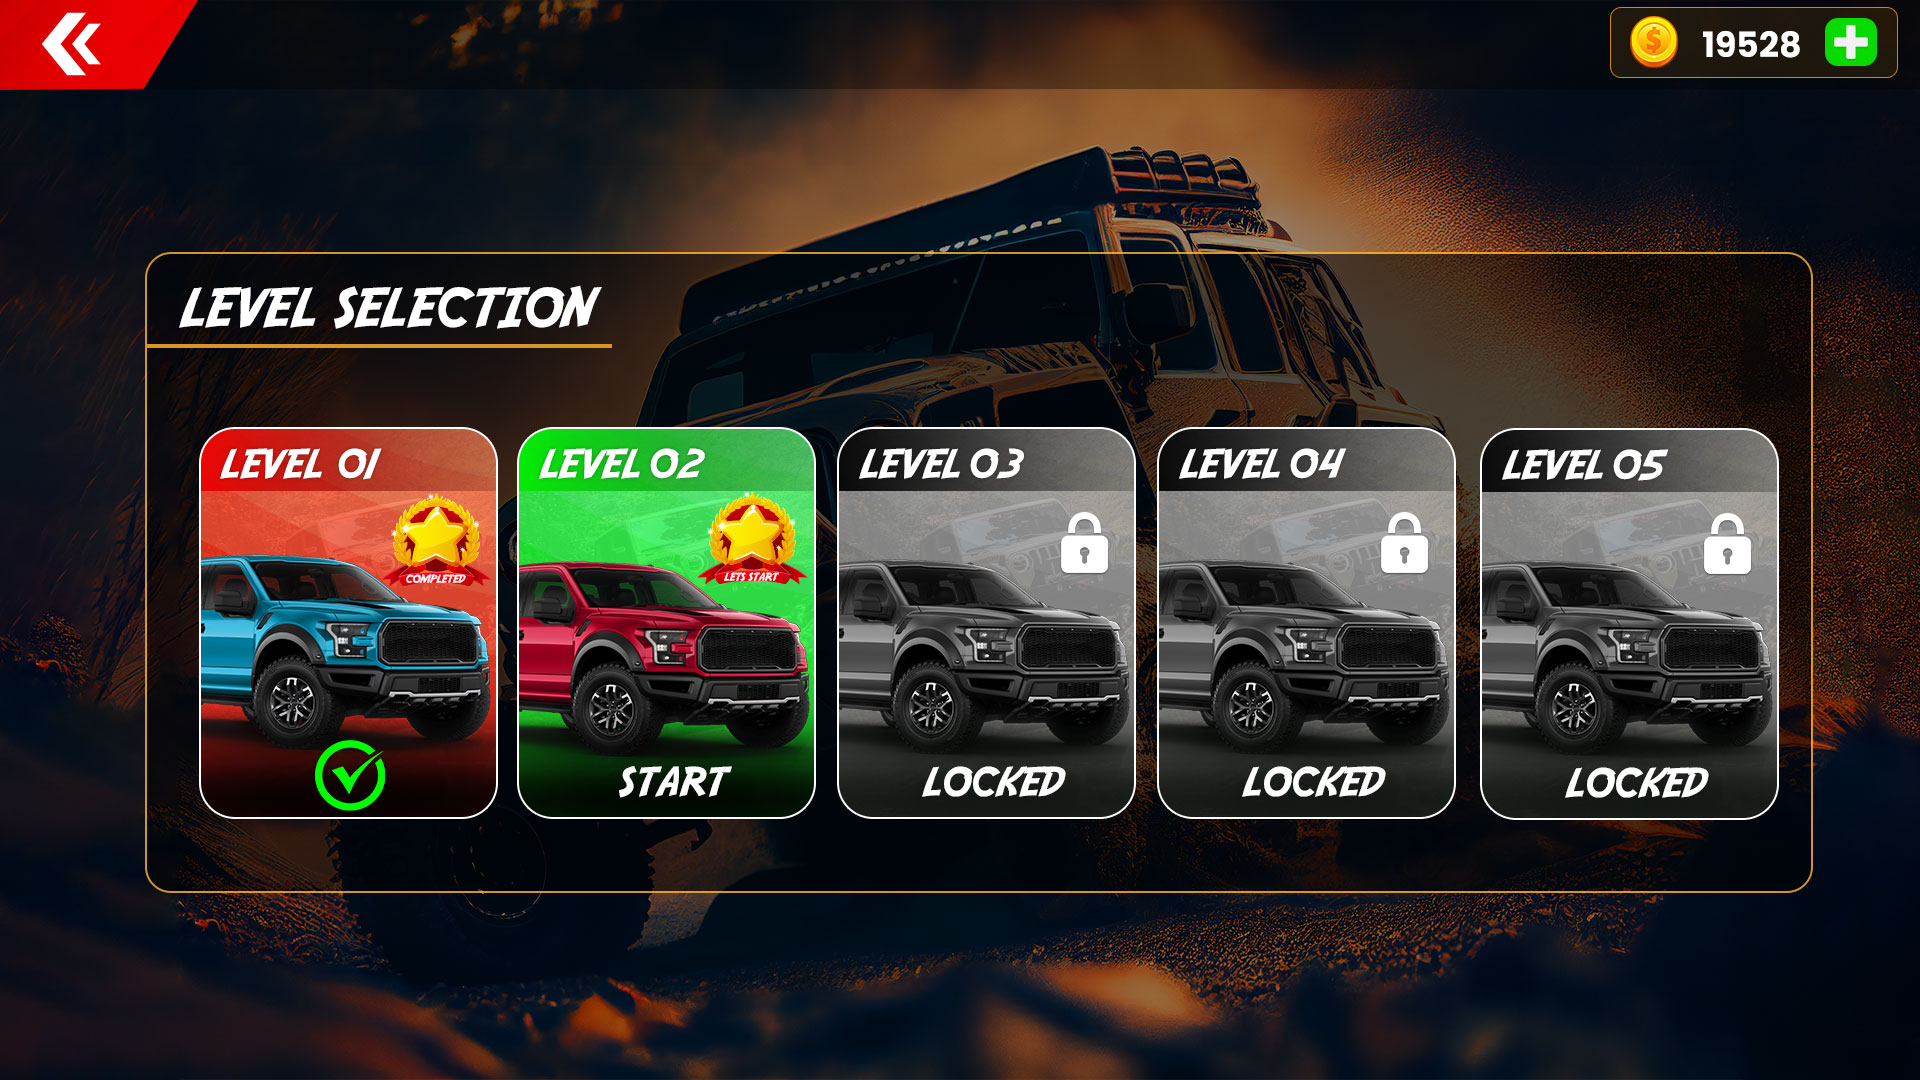 19528
LEVEL SELECTION
LEVEL 01
COMPLETED
LEVEL 02
LETS START
START
LEVEL 03
LOCKED
LEVEL 04
LOCKED
LEVEL 05
LOCKED